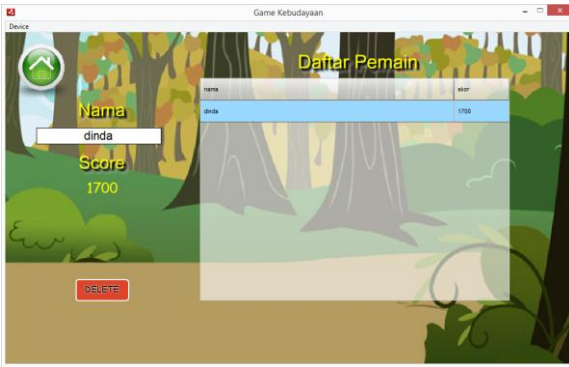 Game Kebudayaan
Device
Daftar Pemain
nama skor
dinda 1700
Nama
dinda
Score
1700
DELETE